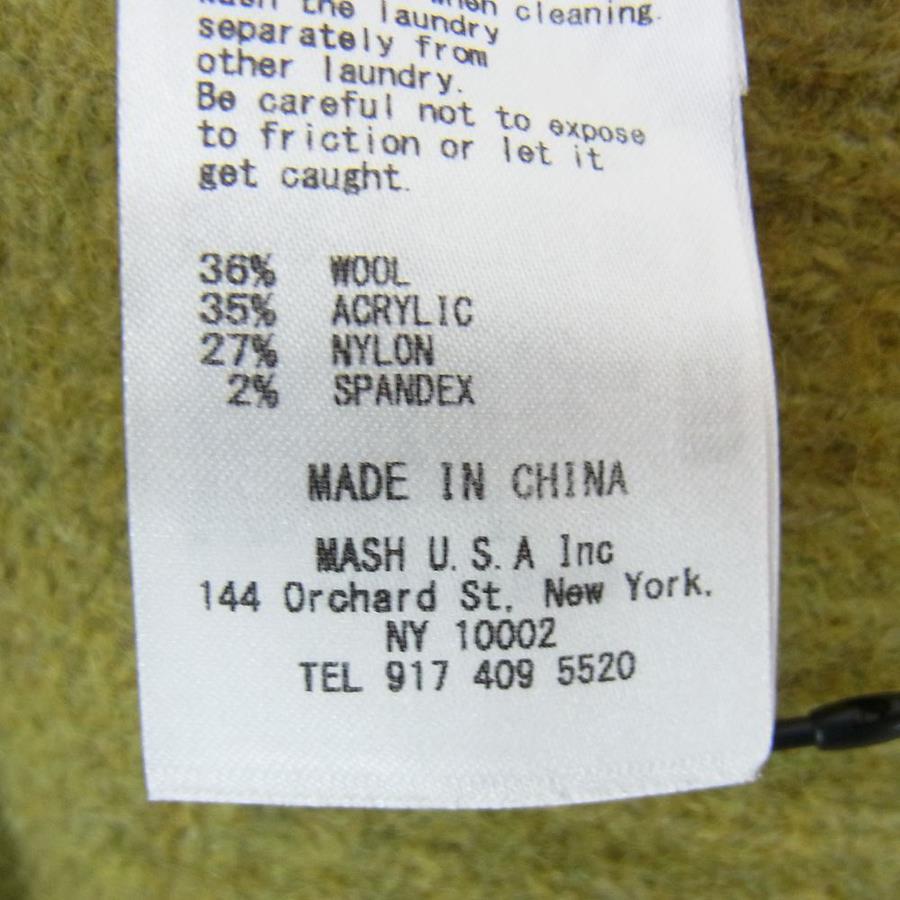 the laundry when cleaning.
separately from
other laundry.
Be careful not to expose
to friction or let it
get caught.
36% WOOL
35% ACRYLIC
27% NYLON
2% SPANDEX
MADE IN CHINA
MASH U.S.A Inc
144 Orchard St. New York.
NY 10002
TEL 917 409 5520